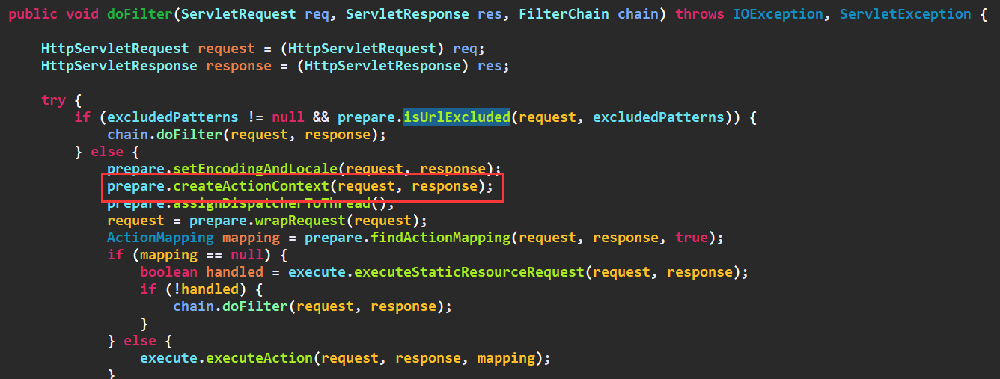 public void doFilter(ServletRequest req, ServletResponse res, FilterChain chain) throws IOException, ServletException {
HttpServletRequest request = (HttpServletRequest) req;
HttpServletResponse response = (HttpServletResponse) res;
try {
if (excludedPatterns != null && prepare.isUrlExcluded(request, excludedPatterns)) {
chain.doFilter(request, response);
} else {
prepare.setEncodingAndLocale(request, response);
prepare.createActionContext(request, response);
prepare.assignDispatcherToThread();
request = prepare.wrapRequest(request);
ActionMapping mapping = prepare.findActionMapping(request, response, true);
if (mapping == null) {
boolean handled = execute.executeStaticResourceRequest(request, response);
if (!handled) {
chain.doFilter(request, response);
}
} else {
execute.executeAction(request, response, mapping);
}